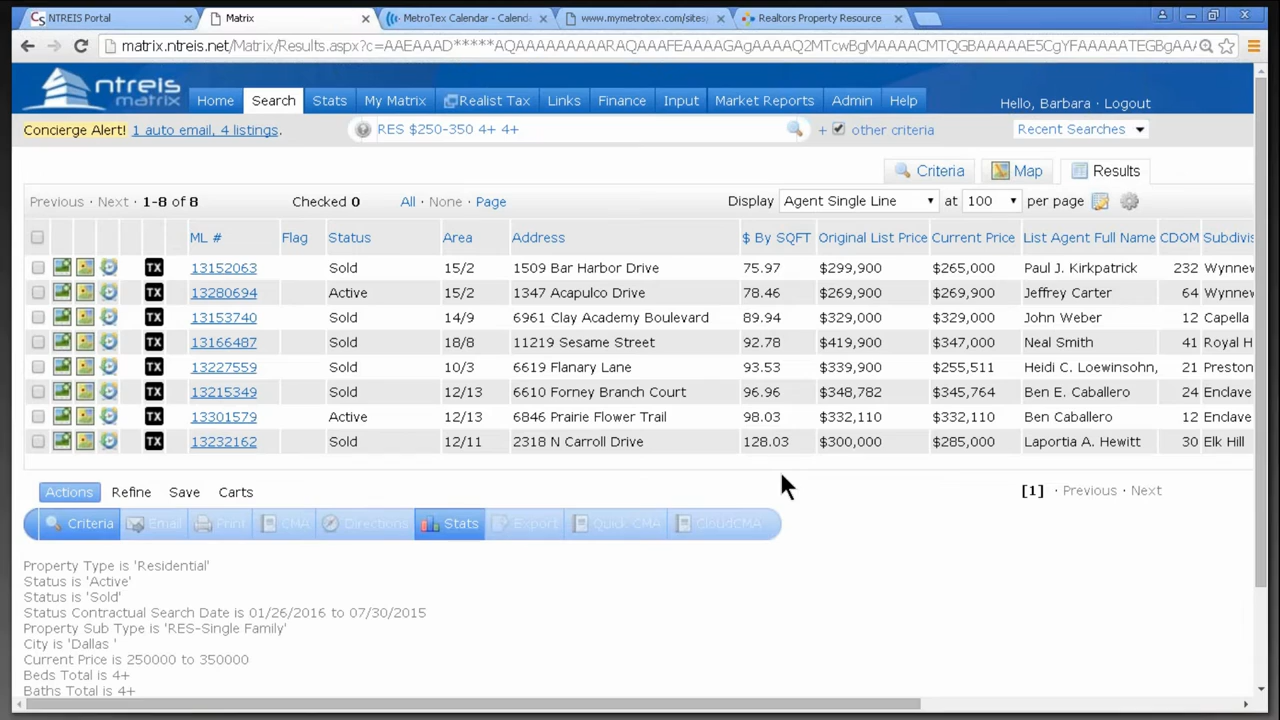 NTREIS Portal Matrix MetroTex Calendar - Calenda www.mymetrotex.com/sites/ Realtors Property Resource
matrix.ntreis.net/Matrix/Results.aspx?c=
ntreis matrix
Home Search Stats My Matrix Realist Tax Links Finance Input Market Reports Admin Help
Hello, Barbara · Logout
Concierge Alert! 1 auto email, 4 listings. RES $250-350 4+ 4+ + other criteria Recent Searches
Criteria Map Results
Previous · Next · 1-8 of 8 Checked 0 All · None · Page Display Agent Single Line at 100 per page
ML # Flag Status Area Address $ By SQFT Original List Price Current Price List Agent Full Name CDOM Subdivis
TX 13152063 Sold 15/2 1509 Bar Harbor Drive 75.97 $299,900 $265,000 Paul J. Kirkpatrick 232 Wynnew
TX 13280694 Active 15/2 1347 Acapulco Drive 78.46 $269,900 $269,900 Jeffrey Carter 64 Wynnew
TX 13153740 Sold 14/9 6961 Clay Academy Boulevard 89.94 $329,000 $329,000 John Weber 12 Capella
TX 13166487 Sold 18/8 11219 Sesame Street 92.78 $419,900 $347,000 Neal Smith 41 Royal H
TX 13227559 Sold 10/3 6619 Flanary Lane 93.53 $339,900 $255,511 Heidi C. Loewinsohn, 21 Preston
TX 13215349 Sold 12/13 6610 Forney Branch Court 96.96 $348,782 $345,764 Ben E. Caballero 24 Enclave
TX 13301579 Active 12/13 6846 Prairie Flower Trail 98.03 $332,110 $332,110 Ben Caballero 12 Enclave
TX 13232162 Sold 12/11 2318 N Carroll Drive 128.03 $300,000 $285,000 Laportia A. Hewitt 30 Elk Hill
Actions Refine Save Carts [1] · Previous · Next
Criteria Email Print CMA Directions Stats Export Quick CMA CloudCMA
Property Type is 'Residential'
Status is 'Active'
Status is 'Sold'
Status Contractual Search Date is 01/26/2016 to 07/30/2015
Property Sub Type is 'RES-Single Family'
City is 'Dallas '
Current Price is 250000 to 350000
Beds Total is 4+
Baths Total is 4+